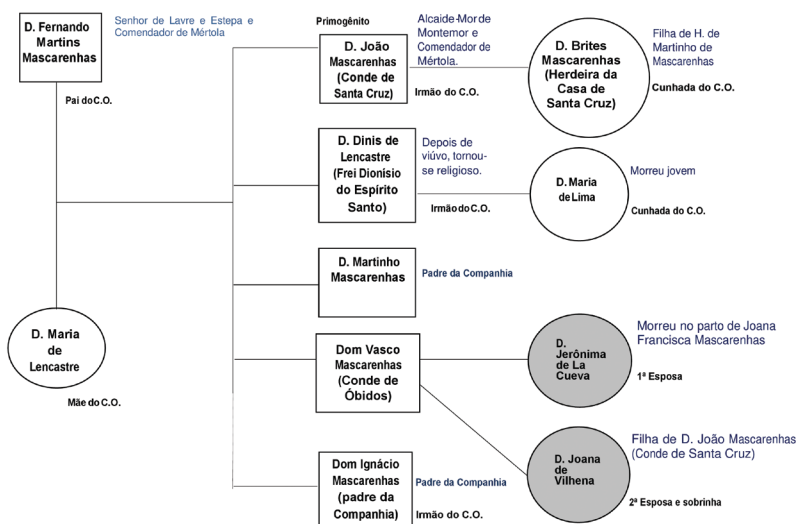 D. Fernando
Martins
Mascarenhas
Senhor de Lavre e Estepa e
Comendador de Mértola
Pai do C.O.
D. Maria
de
Lencastre
Mãe do C.O.
Primogênito
D. João
Mascarenhas
(Conde de
Santa Cruz)
Alcaide-Mor de
Montemor e
Comendador de
Mértola.
Irmão do C.O.
D. Brites
Mascarenhas
(Herdeira da
Casa de
Santa Cruz)
Filha de H. de
Martinho de
Mascarenhas
Cunhada do C.O.
D. Dinis de
Lencastre
(Frei Dionisio
do Espírito
Santo)
Depois de
viúvo, tornou-
se religioso.
Irmão do C.O.
D. Maria
de Lima
Morreu jovem
Cunhada do C.O.
D. Martinho
Mascarenhas
Padre da Companhia
Dom Vasco
Mascarenhas
(Conde de
Óbidos)
D.
Jerônima
de La
Cueva
Morreu no parto de Joana
Francisca Mascarenhas
1ª Esposa
D. Joana
de
Vilhena
Filha de D. João Mascarenhas
(Conde de Santa Cruz)
2ª Esposa e sobrinha
Dom Ignácio
Mascarenhas
(padre da
Companhia)
Padre da Companhia
Irmão do C.O.